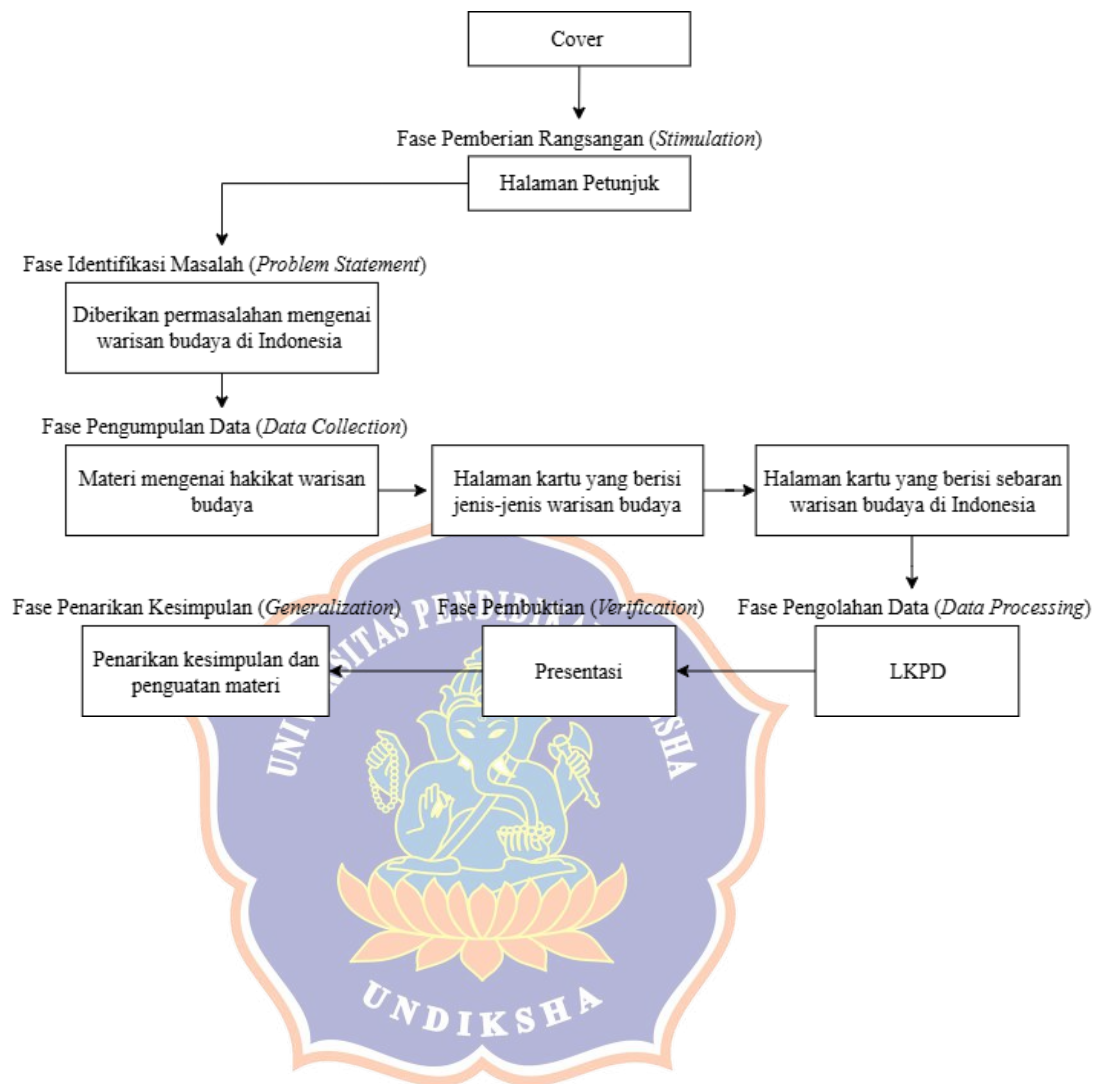 Cover
Fase Pemberian Rangsangan (Stimulation)
Halaman Petunjuk
Fase Identifikasi Masalah (Problem Statement)
Diberikan permasalahan mengenai
warisan budaya di Indonesia
Fase Pengumpulan Data (Data Collection)
Materi mengenai hakikat warisan
budaya
Halaman kartu yang berisi
jenis-jenis warisan budaya
Halaman kartu yang berisi sebaran
warisan budaya di Indonesia
Fase Pengolahan Data (Data Processing)
LKPD
Fase Pembuktian (Verification)
Presentasi
Fase Penarikan Kesimpulan (Generalization)
Penarikan kesimpulan dan
penguatan materi
UNDIKSHA